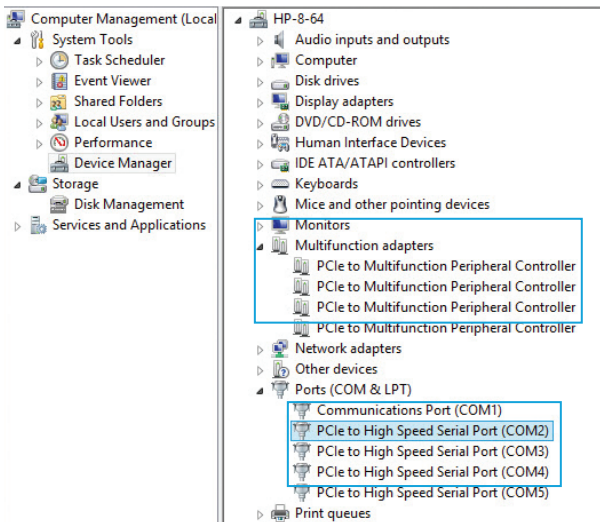 Computer Management (Local
System Tools
Task Scheduler
Event Viewer
Shared Folders
Local Users and Groups
Performance
Device Manager
Storage
Disk Management
Services and Applications
HP-8-64
Audio inputs and outputs
Computer
Disk drives
Display adapters
DVD/CD-ROM drives
Human Interface Devices
IDE ATA/ATAPI controllers
Keyboards
Mice and other pointing devices
Monitors
Multifunction adapters
PCIe to Multifunction Peripheral Controller
PCIe to Multifunction Peripheral Controller
PCIe to Multifunction Peripheral Controller
PCIe to Multifunction Peripheral Controller
Network adapters
Other devices
Ports (COM & LPT)
Communications Port (COM1)
PCIe to High Speed Serial Port (COM2)
PCIe to High Speed Serial Port (COM3)
PCIe to High Speed Serial Port (COM4)
PCIe to High Speed Serial Port (COM5)
Print queues